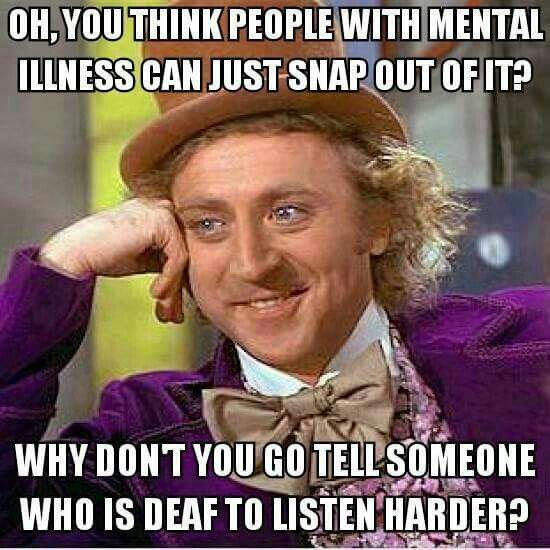 OH, YOU THINK PEOPLE WITH MENTAL
ILLNESS CAN JUST SNAP OUT OF IT?
WHY DON'T YOU GO TELL SOMEONE
WHO IS DEAF TO LISTEN HARDER?